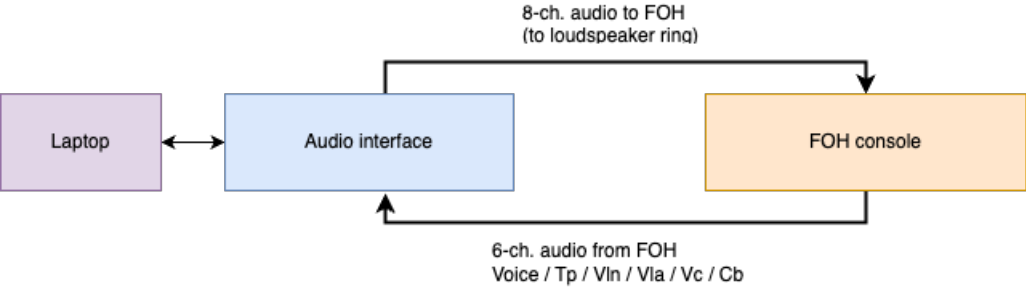 8-ch. audio to FOH
(to loudspeaker ring)
Laptop
Audio interface
FOH console
6-ch. audio from FOH
Voice / Tp / Vln / Vla / Vc / Cb